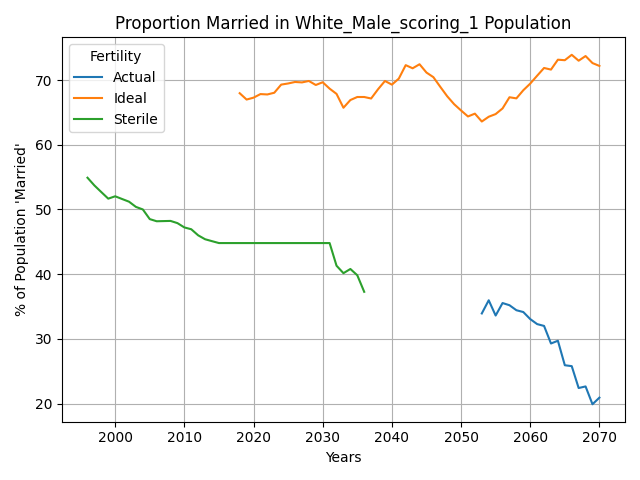 Proportion Married in White_Male_scoring_1 Population
Fertility
Actual
Ideal
Sterile
% of Population 'Married'
70
60
50
40
30
20
2000 2010 2020 2030 2040 2050 2060 2070
Years